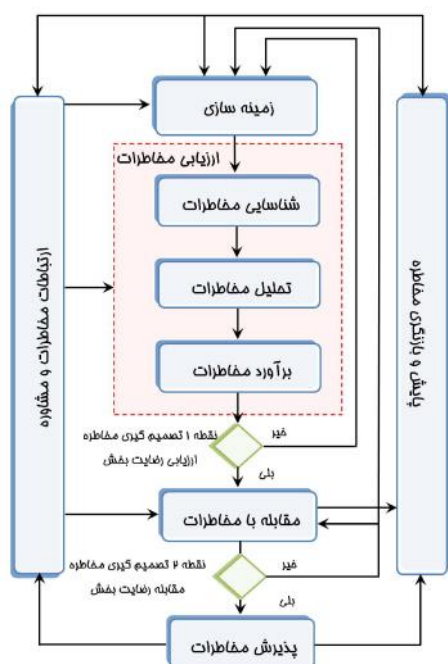 زمینه سازی
ارزیابی مخاطرات
شناسایی مخاطرات
تحلیل مخاطرات
برآورد مخاطرات
نقطه ۱ تصمیم گیری مخاطره
ارزیابی رضایت بخش
خیر
بلی
مقابله با مخاطرات
نقطه ۲ تصمیم گیری مخاطره
مقابله رضایت بخش
خیر
بلی
پذیرش مخاطرات
پایش و بازنگری مخاطره
ارتباطات مخاطرات و مشاوره